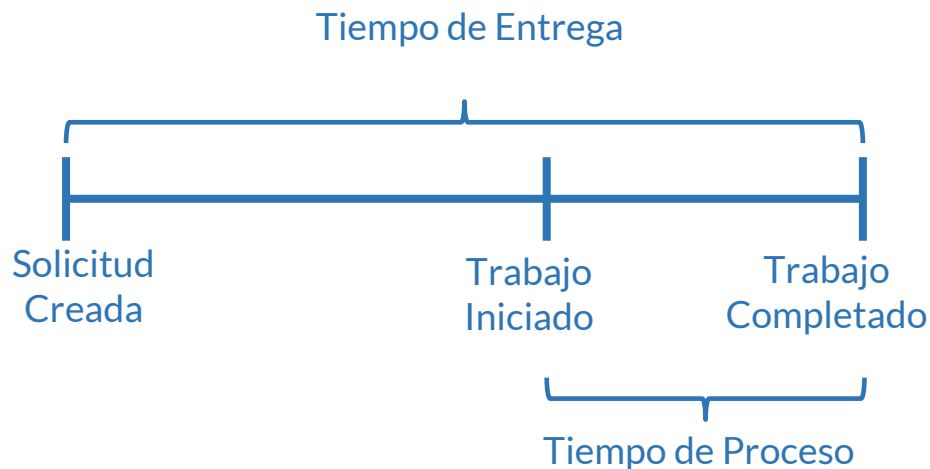 Tiempo de Entrega
Solicitud
Creada
Trabajo
Iniciado
Trabajo
Completado
Tiempo de Proceso